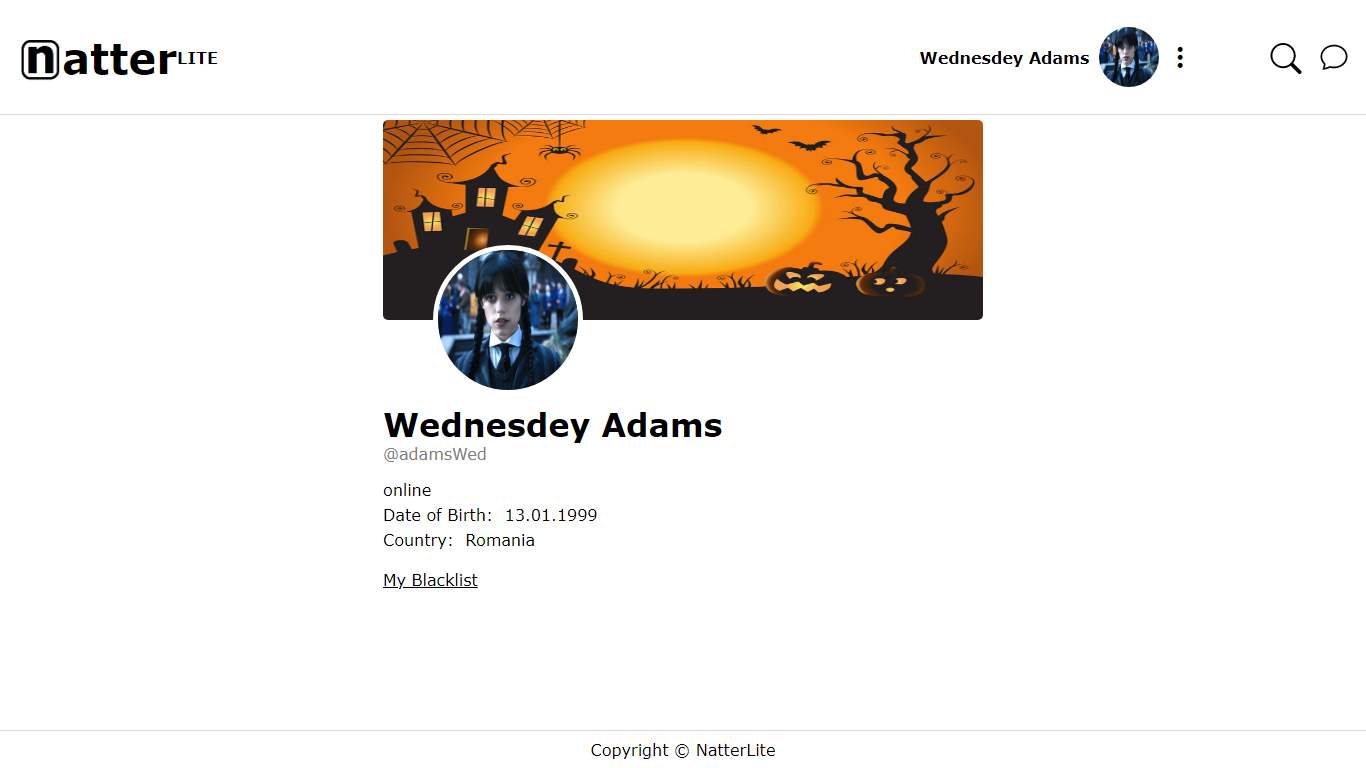 natterLITE
Wednesdey Adams
Wednesdey Adams
@adamsWed
online
Date of Birth: 13.01.1999
Country: Romania
My Blacklist
Copyright © NatterLite